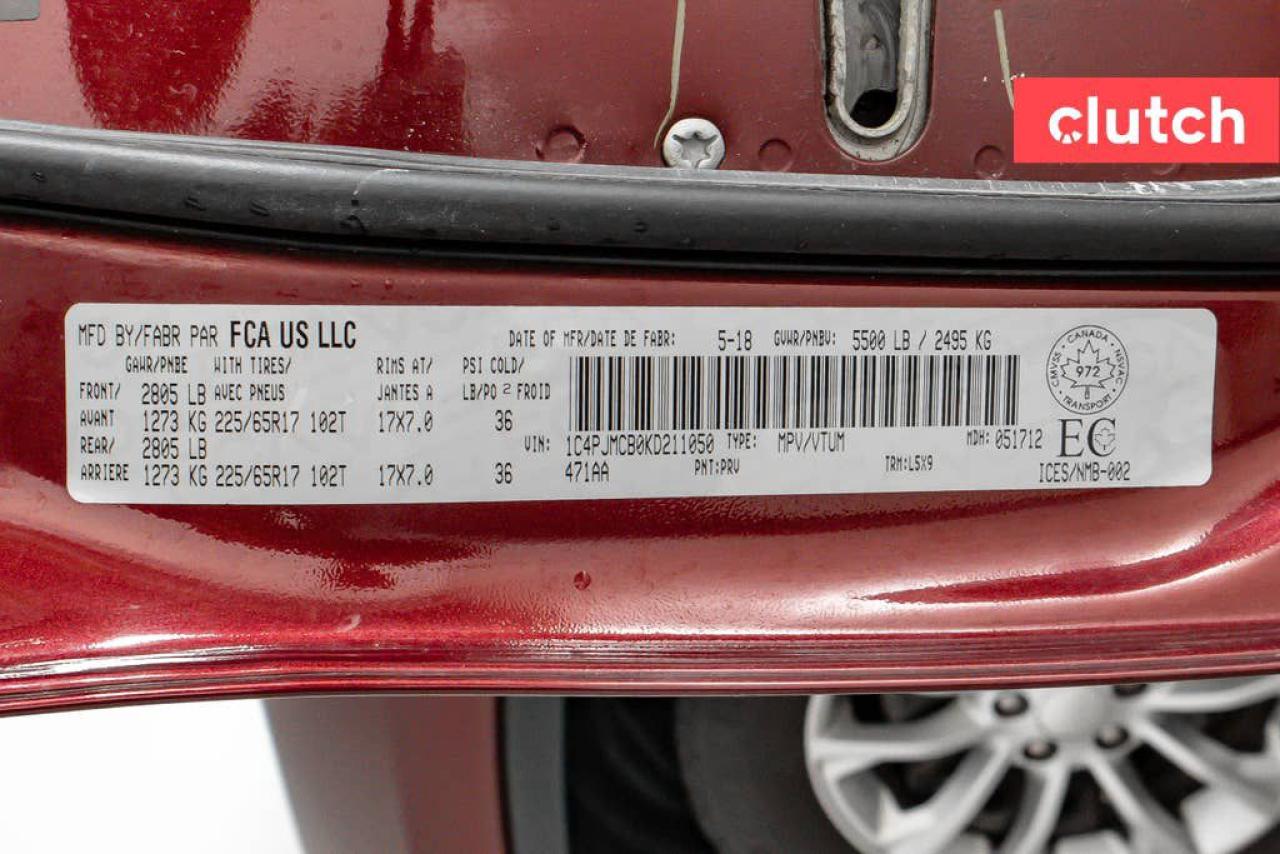 clutch
MFD BY/FABR PAR FCA US LLC DATE OF MFR/DATE DE FABR: 5-18 GVWR/PNBV: 5500 LB / 2495 KG
GAWR/PNBE WITH TIRES/ RIMS AT/ PSI COLD/
FRONT/ 2805 LB AVEC PNEUS JANTES A LB/PO 2 FROID
AVANT 1273 KG 225/65R17 102T 17X7.0 36
REAR/ 2805 LB VIN: 1C4PJMCB0KD211050 TYPE: MPV/VTUM MDH: 051712
ARRIERE 1273 KG 225/65R17 102T 17X7.0 36 471AA PNT:PRV TRM:L5X9 ICES/NMB-002
CANADA
CMVSS NSVAC
972
TRANSPORT
EC